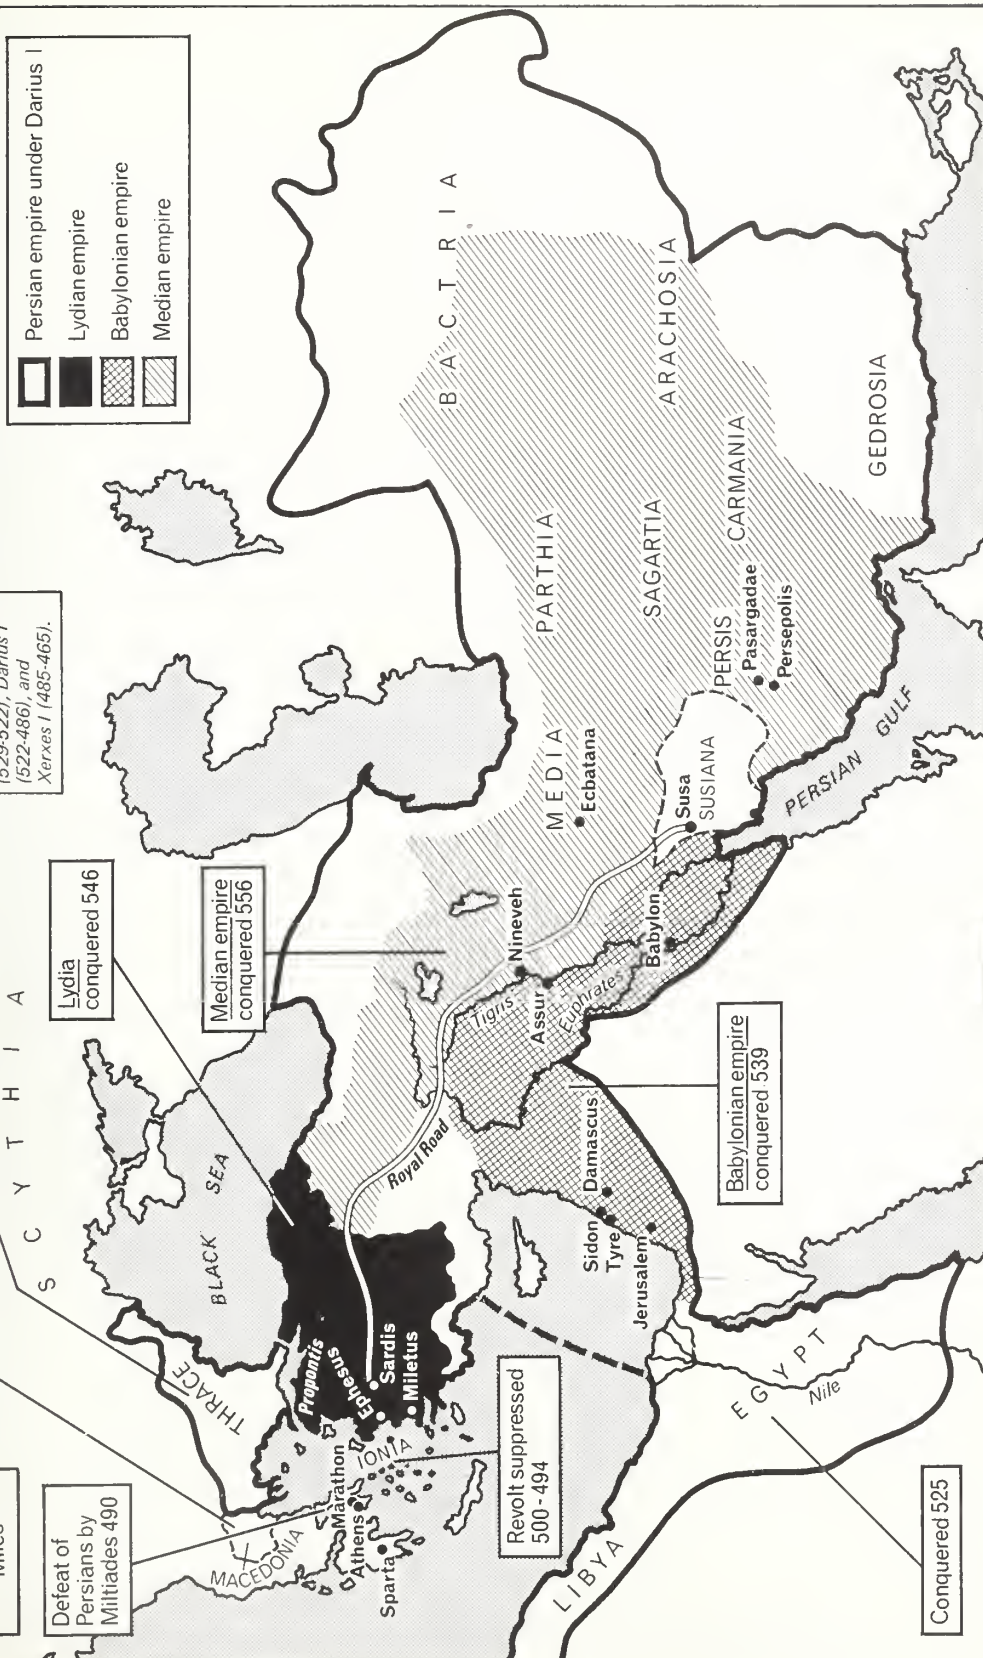 Persian empire under Darius I
Lydian empire
Babylonian empire
Median empire
(529-522), Darius I
(522-486), and
Xerxes I (485-465).
Miles
Defeat of
Persians by
Miltiades 490
Lydia
conquered 546
Median empire
conquered 556
Babylonian empire
conquered 539
Revolt suppressed
500-494
Conquered 525
SCYTHIA
BLACK SEA
THRACE
MACEDONIA
Propontis
Ephesus
Sardis
Miletus
IONIA
Marathon
Athens
Sparta
Royal Road
LIBYA
EGYPT
Nile
Sidon
Tyre
Damascus
Jerusalem
Tigris
Euphrates
Nineveh
Assur
Babylon
MEDIA
Ecbatana
Susa
SUSIANA
PERSIAN GULF
PERSIS
Pasargadae
Persepolis
PARTHIA
SAGARTIA
CARMANIA
BACTRIA
ARACHOSIA
GEDROSIA